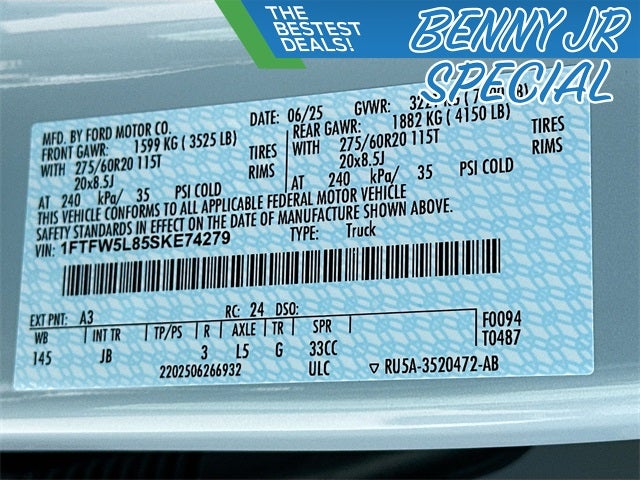 THE
BESTEST
DEALS!
BENNY JR
SPECIAL
MFD. BY FORD MOTOR CO. DATE: 06/25 GVWR:
FRONT GAWR: 1599 KG ( 3525 LB) REAR GAWR: 1882 KG ( 4150 LB)
WITH 275/60R20 115T TIRES WITH 275/60R20 115T TIRES
20x8.5J RIMS 20x8.5J RIMS
AT 240 kPa/ 35 PSI COLD AT 240 kPa/ 35 PSI COLD
THIS VEHICLE CONFORMS TO ALL APPLICABLE FEDERAL MOTOR VEHICLE
SAFETY STANDARDS IN EFFECT ON THE DATE OF MANUFACTURE SHOWN ABOVE.
VIN: 1FTFW5L85SKE74279 TYPE: Truck
EXT PNT: A3 RC: 24 DSO:
WB INT TR TP/PS R AXLE TR SPR F0094
145 JB 3 L5 G 33CC T0487
2202506266932 ULC ▽ RU5A-3520472-AB